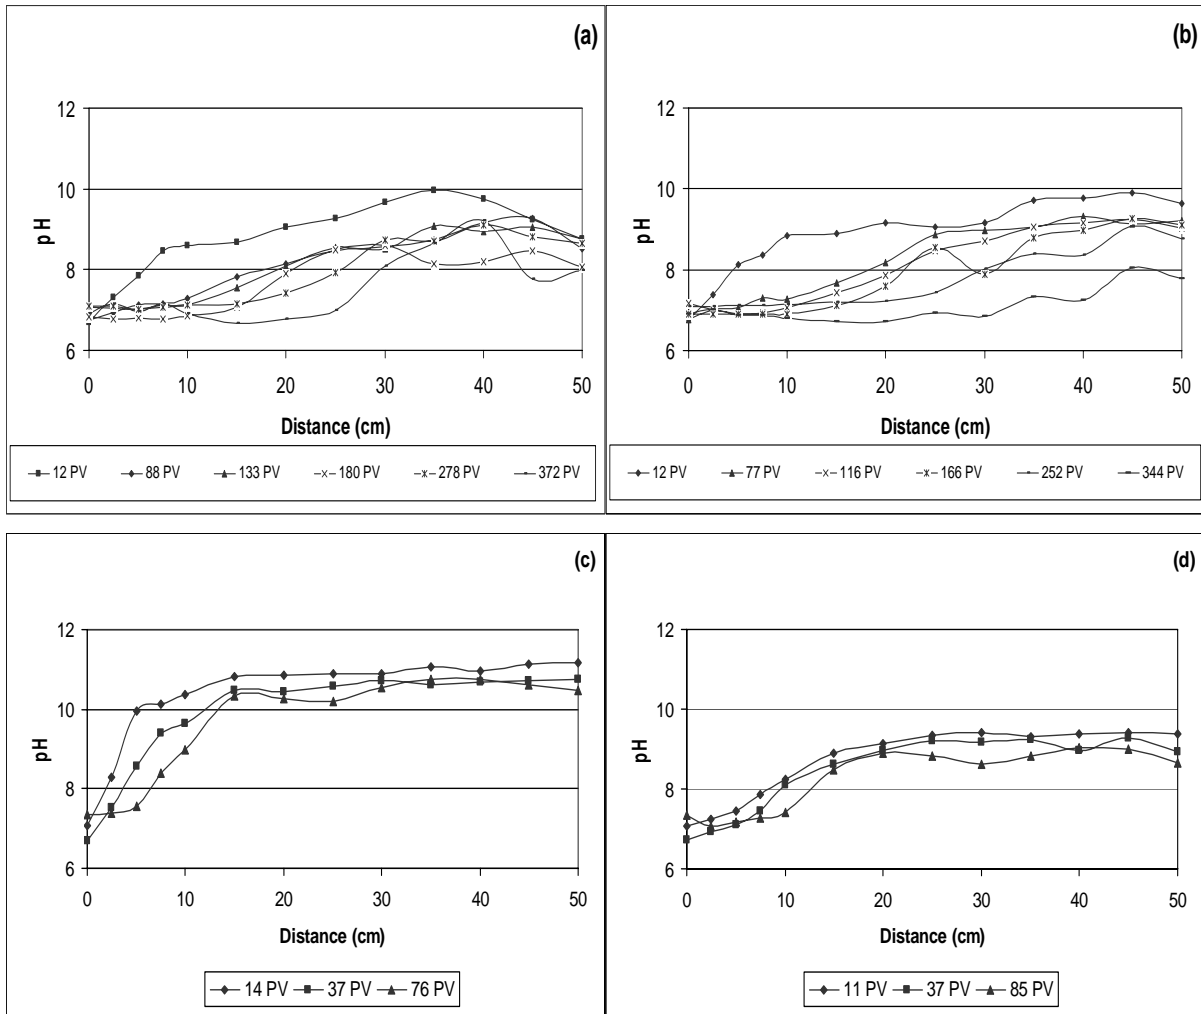 (a)
12
10
8
6
pH
0 10 20 30 40 50
Distance (cm)
12 PV 88 PV 133 PV 180 PV 278 PV 372 PV
(b)
12
10
8
6
pH
0 10 20 30 40 50
Distance (cm)
12 PV 77 PV 116 PV 166 PV 252 PV 344 PV
(c)
12
10
8
6
pH
0 10 20 30 40 50
Distance (cm)
14 PV 37 PV 76 PV
(d)
12
10
8
6
pH
0 10 20 30 40 50
Distance (cm)
11 PV 37 PV 85 PV